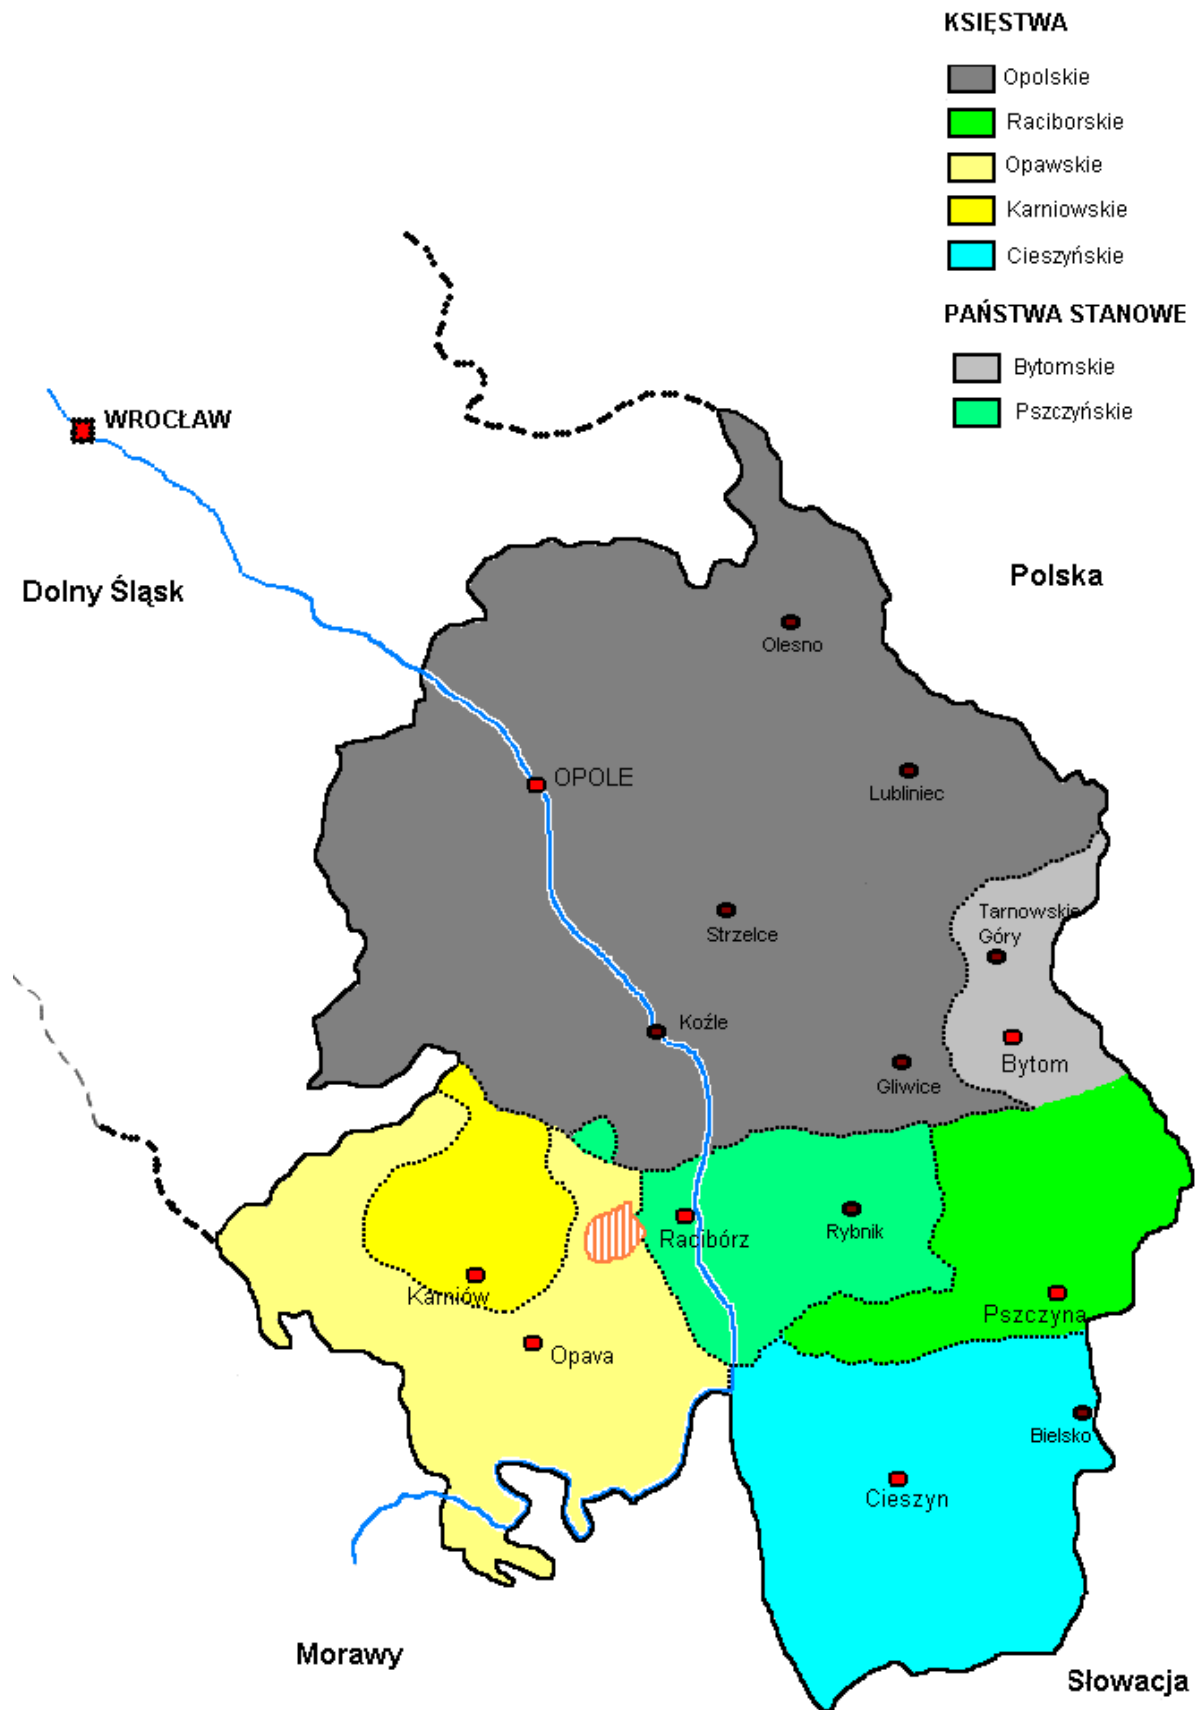 KSIĘSTWA
Opolskie
Raciborskie
Opawskie
Karniowskie
Cieszyńskie
PAŃSTWA STANOWE
Bytomskie
Pszczyńskie
WROCŁAW
Dolny Śląsk
Polska
Olesno
OPOLE
Lubliniec
Strzelce
Tarnowskie
Góry
Koźle
Bytom
Gliwice
Racibórz
Rybnik
Karniów
Pszczyna
Opava
Bielsko
Cieszyn
Morawy
Słowacja